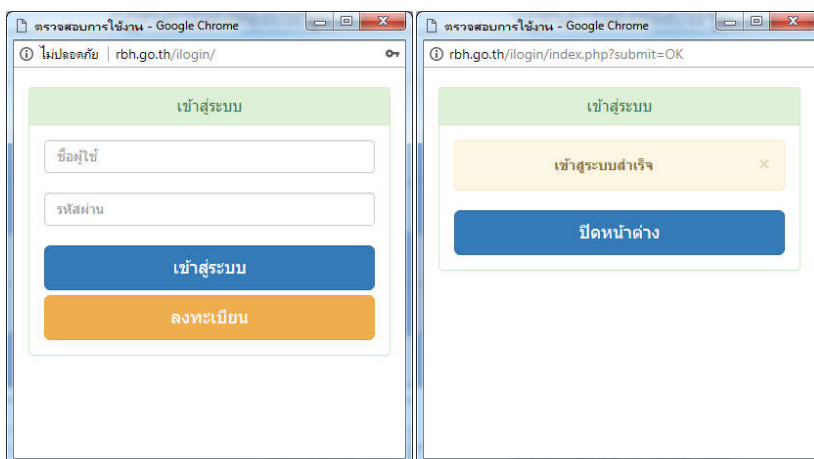 ตรวจสอบการใช้งาน - Google Chrome
ไม่ปลอดภัย | rbh.go.th/ilogin/
เข้าสู่ระบบ
ชื่อผู้ใช้
รหัสผ่าน
เข้าสู่ระบบ
ลงทะเบียน
ตรวจสอบการใช้งาน - Google Chrome
rbh.go.th/ilogin/index.php?submit=OK
เข้าสู่ระบบ
เข้าสูระบบสำเร็จ ×
ปิดหน้าต่าง